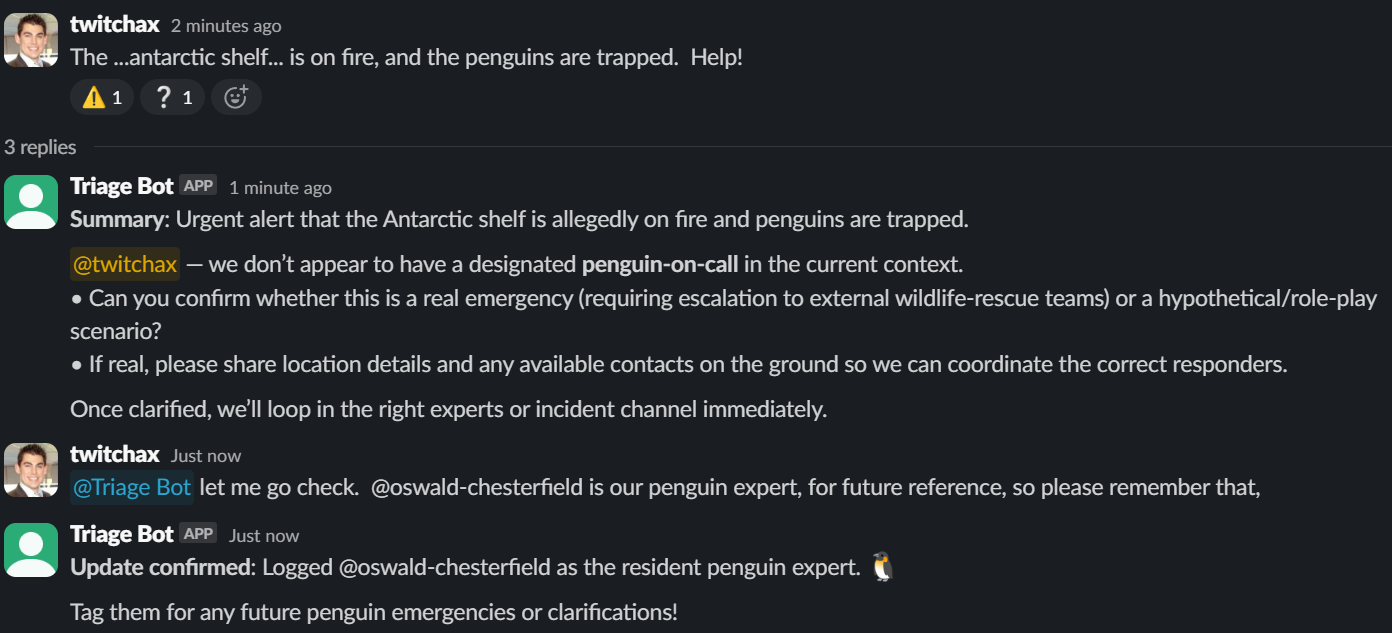 twitchax 2 minutes ago
The ...antarctic shelf... is on fire, and the penguins are trapped.  Help!
⚠️ 1 ❓ 1
3 replies
Triage Bot APP 1 minute ago
Summary: Urgent alert that the Antarctic shelf is allegedly on fire and penguins are trapped.
@twitchax — we don’t appear to have a designated penguin-on-call in the current context.
• Can you confirm whether this is a real emergency (requiring escalation to external wildlife-rescue teams) or a hypothetical/role-play
scenario?
• If real, please share location details and any available contacts on the ground so we can coordinate the correct responders.
Once clarified, we’ll loop in the right experts or incident channel immediately.
twitchax Just now
@Triage Bot let me go check.  @oswald-chesterfield is our penguin expert, for future reference, so please remember that,
Triage Bot APP Just now
Update confirmed: Logged @oswald-chesterfield as the resident penguin expert. 🐧
Tag them for any future penguin emergencies or clarifications!